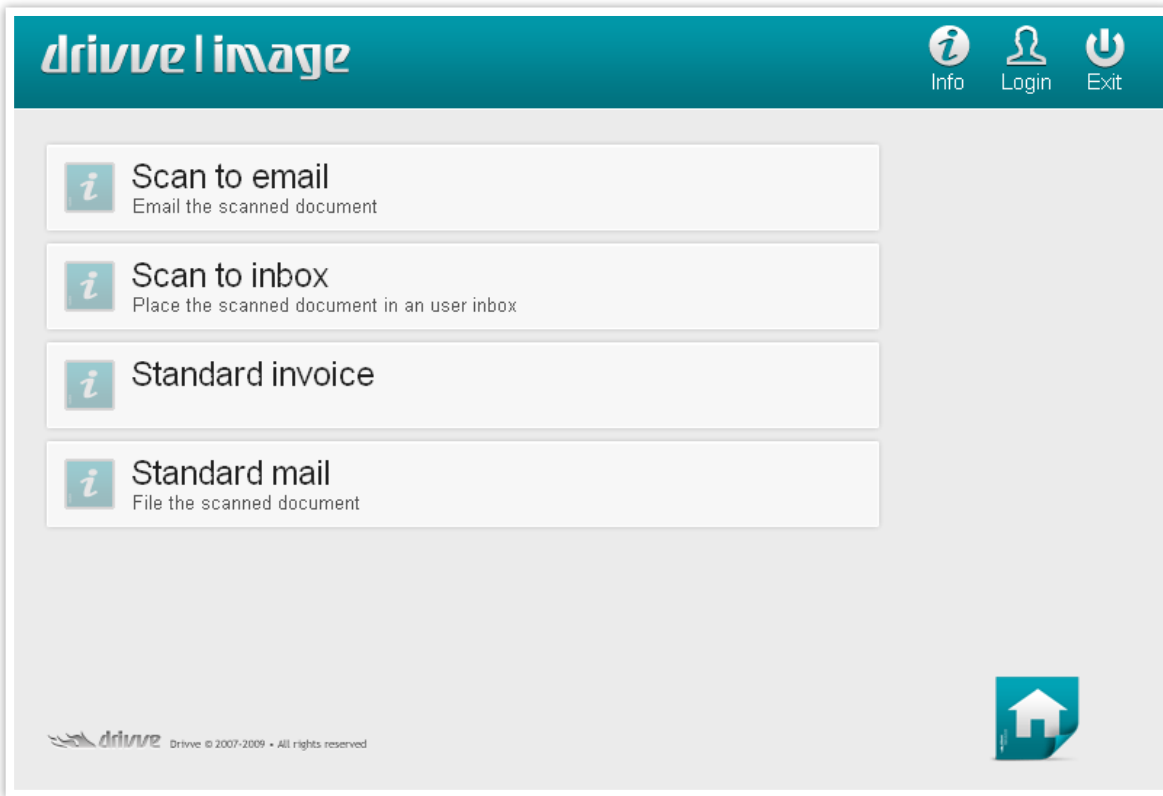 drivve | image
Info
Login
Exit
Scan to email
Email the scanned document
Scan to inbox
Place the scanned document in an user inbox
Standard invoice
Standard mail
File the scanned document
drivve Drivve © 2007-2009 • All rights reserved